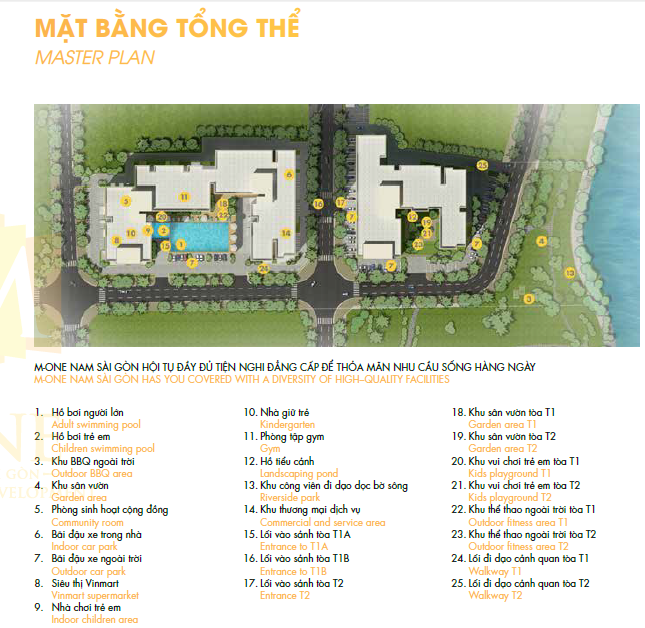 MẶT BẰNG TỔNG THỂ
MASTER PLAN
M-ONE NAM SÀI GÒN HỘI TỤ ĐẦY ĐỦ TIỆN NGHI ĐẲNG CẤP ĐỂ THỎA MÃN NHU CẦU SỐNG HÀNG NGÀY
M-ONE NAM SÀI GÒN HAS YOU COVERED WITH A DIVERSITY OF HIGH-QUALITY FACILITIES
1. Hồ bơi người lớn
Adult swimming pool
2. Hồ bơi trẻ em
Children swimming pool
3. Khu BBQ ngoài trời
Outdoor BBQ area
4. Khu sân vườn
Garden area
5. Phòng sinh hoạt cộng đồng
Community room
6. Bãi đậu xe trong nhà
Indoor car park
7. Bãi đậu xe ngoài trời
Outdoor car park
8. Siêu thị Vinmart
Vinmart supermarket
9. Nhà chơi trẻ em
Indoor children area
10. Nhà giữ trẻ
Kindergarten
11. Phòng tập gym
Gym
12. Hồ tiểu cảnh
Landscaping pond
13. Khu công viên đi dạo dọc bờ sông
Riverside park
14. Khu thương mại dịch vụ
Commercial and service area
15. Lối vào sảnh tòa T1A
Entrance to T1A
16. Lối vào sảnh tòa T1B
Entrance to T1B
17. Lối vào sảnh tòa T2
Entrance T2
18. Khu sân vườn tòa T1
Garden area T1
19. Khu sân vườn tòa T2
Garden area T2
20. Khu vui chơi trẻ em tòa T1
Kids playground T1
21. Khu vui chơi trẻ em tòa T2
Kids playground T2
22. Khu thể thao ngoài trời tòa T1
Outdoor fitness area T1
23. Khu thể thao ngoài trời tòa T2
Outdoor fitness area T2
24. Lối đi dạo cảnh quan tòa T1
Walkway T1
25. Lối đi dạo cảnh quan tòa T2
Walkway T2